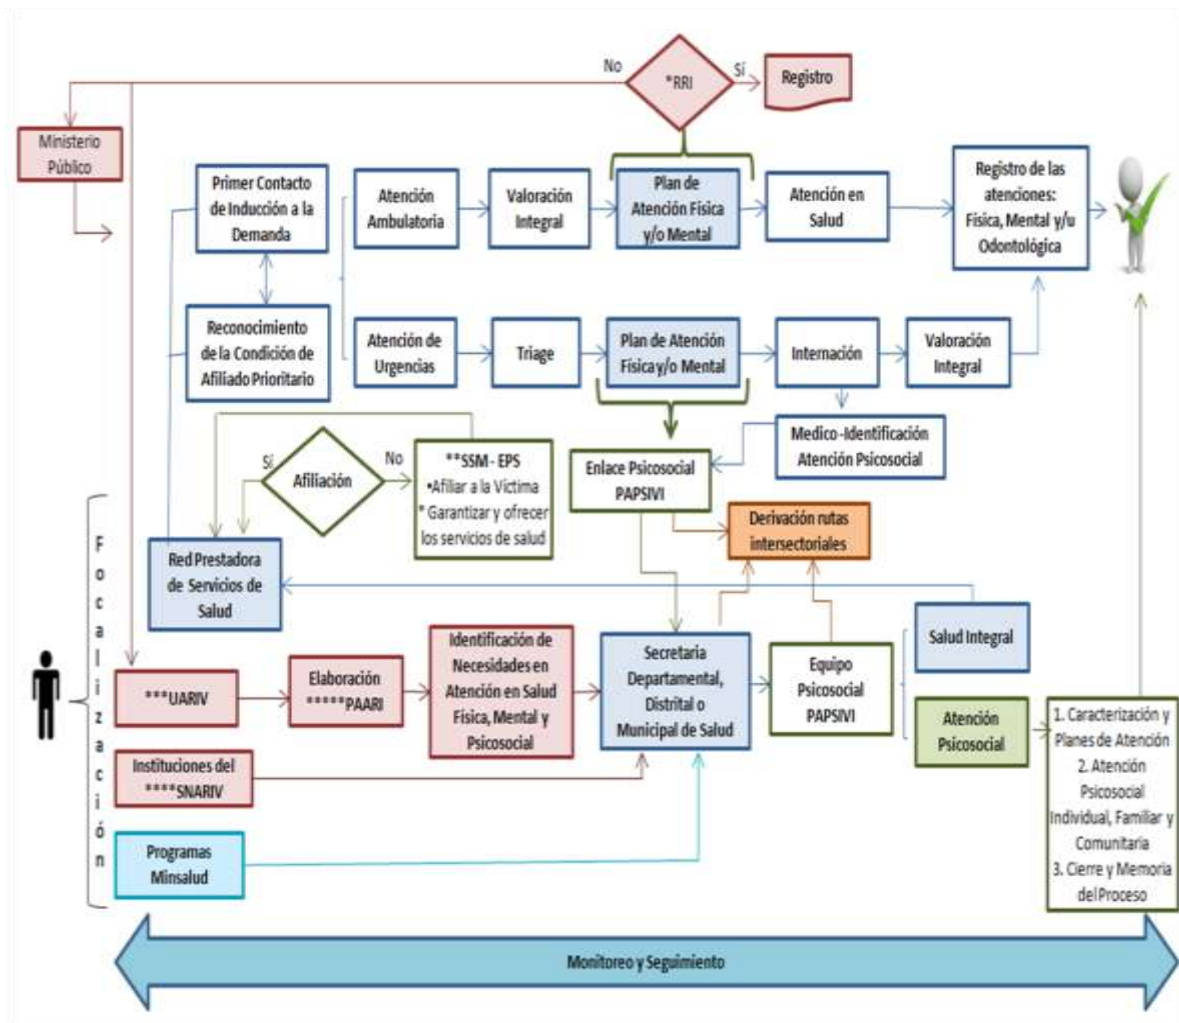 No
*RRI
Sí
Registro
Ministerio
Público
Primer Contacto
de Inducción a la
Demanda
Atención
Ambulatoria
Valoración
Integral
Plan de
Atención Física
y/o Mental
Atención en
Salud
Registro de las
atenciones:
Física, Mental y/u
Odontológica
Reconocimiento
de la Condición de
Afiliado Prioritario
Atención de
Urgencias
Triage
Plan de Atención
Física y/o Mental
Internación
Valoración
Integral
Medico -Identificación
Atención Psicosocial
Sí
Afiliación
No
**SSM - EPS
•Afiliar a la Víctima
* Garantizar y ofrecer
los servicios de salud
Enlace Psicosocial
PAPSIVI
Derivación rutas
intersectoriales
Focalización
Red Prestadora
de Servicios de
Salud
***UARIV
Elaboración
*****PAARI
Identificación de
Necesidades en
Atención en Salud
Física, Mental y
Psicosocial
Secretaria
Departamental,
Distrital o
Municipal de Salud
Equipo
Psicosocial
PAPSIVI
Salud Integral
Atención
Psicosocial
1. Caracterización y
Planes de Atención
2. Atención
Psicosocial
Individual, Familiar y
Comunitaria
3. Cierre y Memoria
del Proceso
Instituciones del
****SNARIV
Programas
Minsalud
Monitoreo y Seguimiento